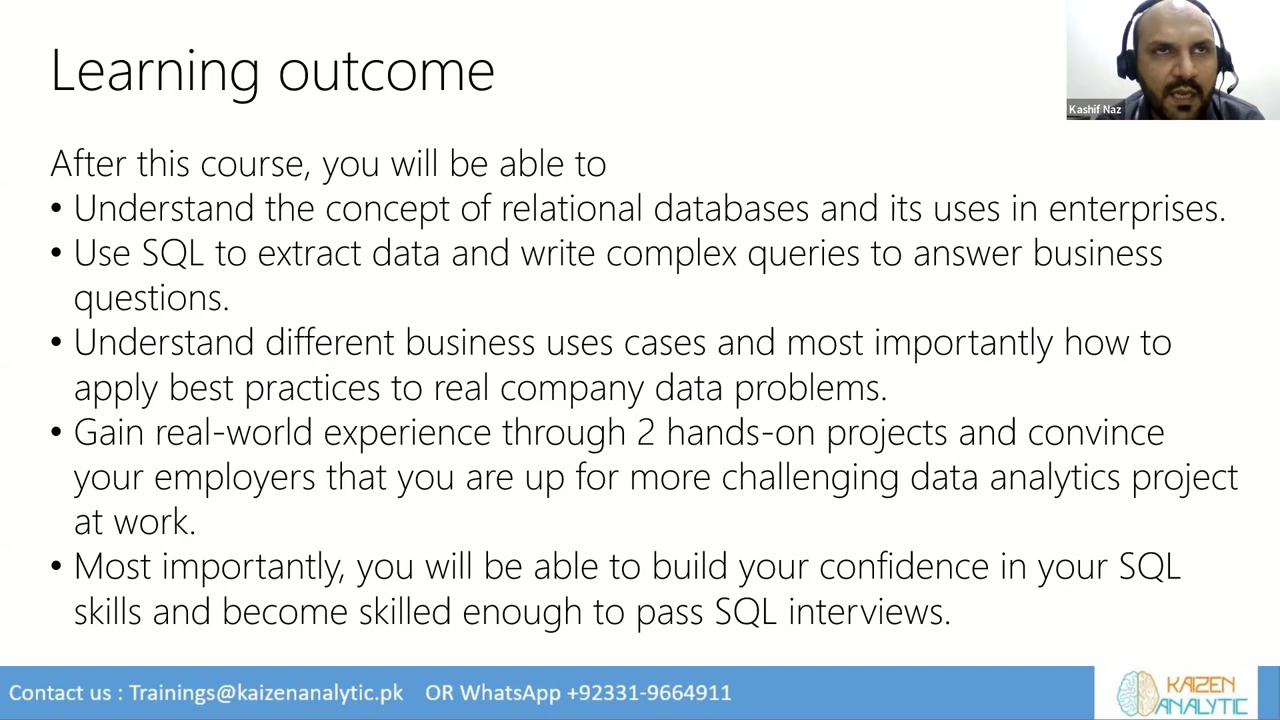 Learning outcome
Kashif Naz
After this course, you will be able to
• Understand the concept of relational databases and its uses in enterprises.
• Use SQL to extract data and write complex queries to answer business
questions.
• Understand different business uses cases and most importantly how to
apply best practices to real company data problems.
• Gain real-world experience through 2 hands-on projects and convince
your employers that you are up for more challenging data analytics project
at work.
• Most importantly, you will be able to build your confidence in your SQL
skills and become skilled enough to pass SQL interviews.
Contact us : Trainings@kaizenanalytic.pk OR WhatsApp +92331-9664911
KAIZEN
ANALYTIC